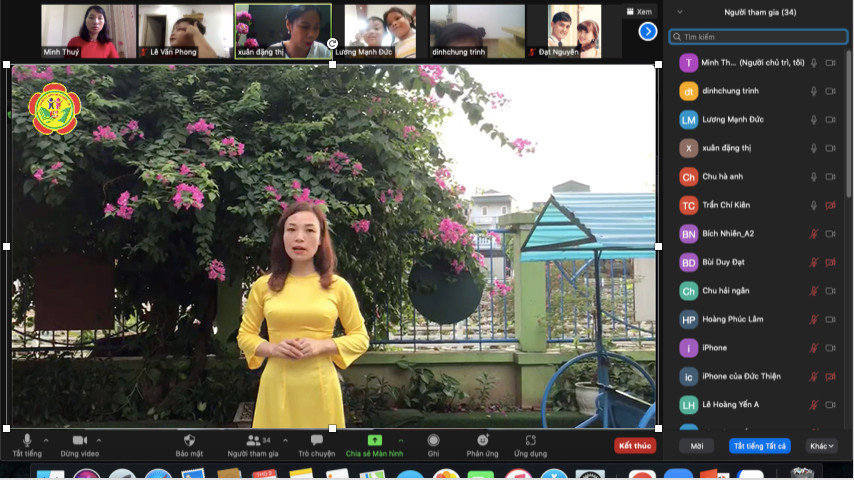 Minh Thuý
Lê Văn Phong
xuân đặng thị
Lương Mạnh Đức
dinhchung trinh
Đạt Nguyễn
Xem
Người tham gia (34)
Tìm kiếm
T Minh Th... (Người chủ trì, tôi)
dt dinhchung trinh
LM Lương Mạnh Đức
X xuân đặng thị
Ch Chu hà anh
TC Trần Chí Kiên
BN Bích Nhiên_A2
BD Bùi Duy Đạt
Ch Chu hải ngân
HP Hoàng Phúc Lâm
i iPhone
ic iPhone của Đức Thiện
LH Lê Hoàng Yến A
Tắt tiếng
Dừng video
Bảo mật
34
Người tham gia
Trò chuyện
Chia sẻ Màn hình
Ghi
Phản ứng
Ứng dụng
Kết thúc
Mời
Tắt tiếng Tất cả
Khác